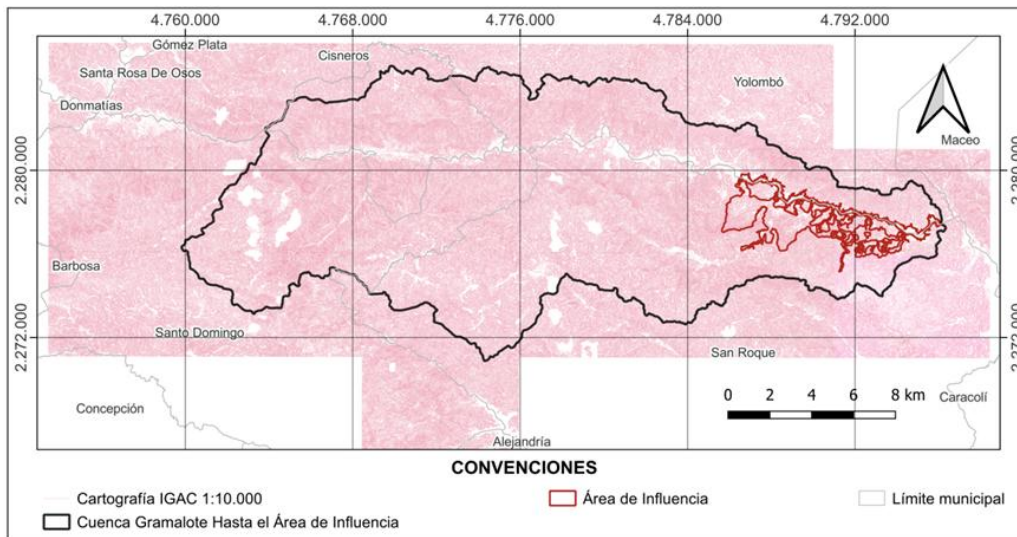 4.760.000 4.768.000 4.776.000 4.784.000 4.792.000
Gómez Plata
Cisneros
Santa Rosa De Osos
Yolombó
Donmatías
Maceo
2.280.000 2.280.000
Barbosa
Santo Domingo
2.272.000 2.272.000
San Roque
0 2 4 6 8 km
Caracolí
Concepción
Alejandría
CONVENCIONES
Cartografía IGAC 1:10.000 Área de Influencia Límite municipal
Cuenca Gramalote Hasta el Área de Influencia